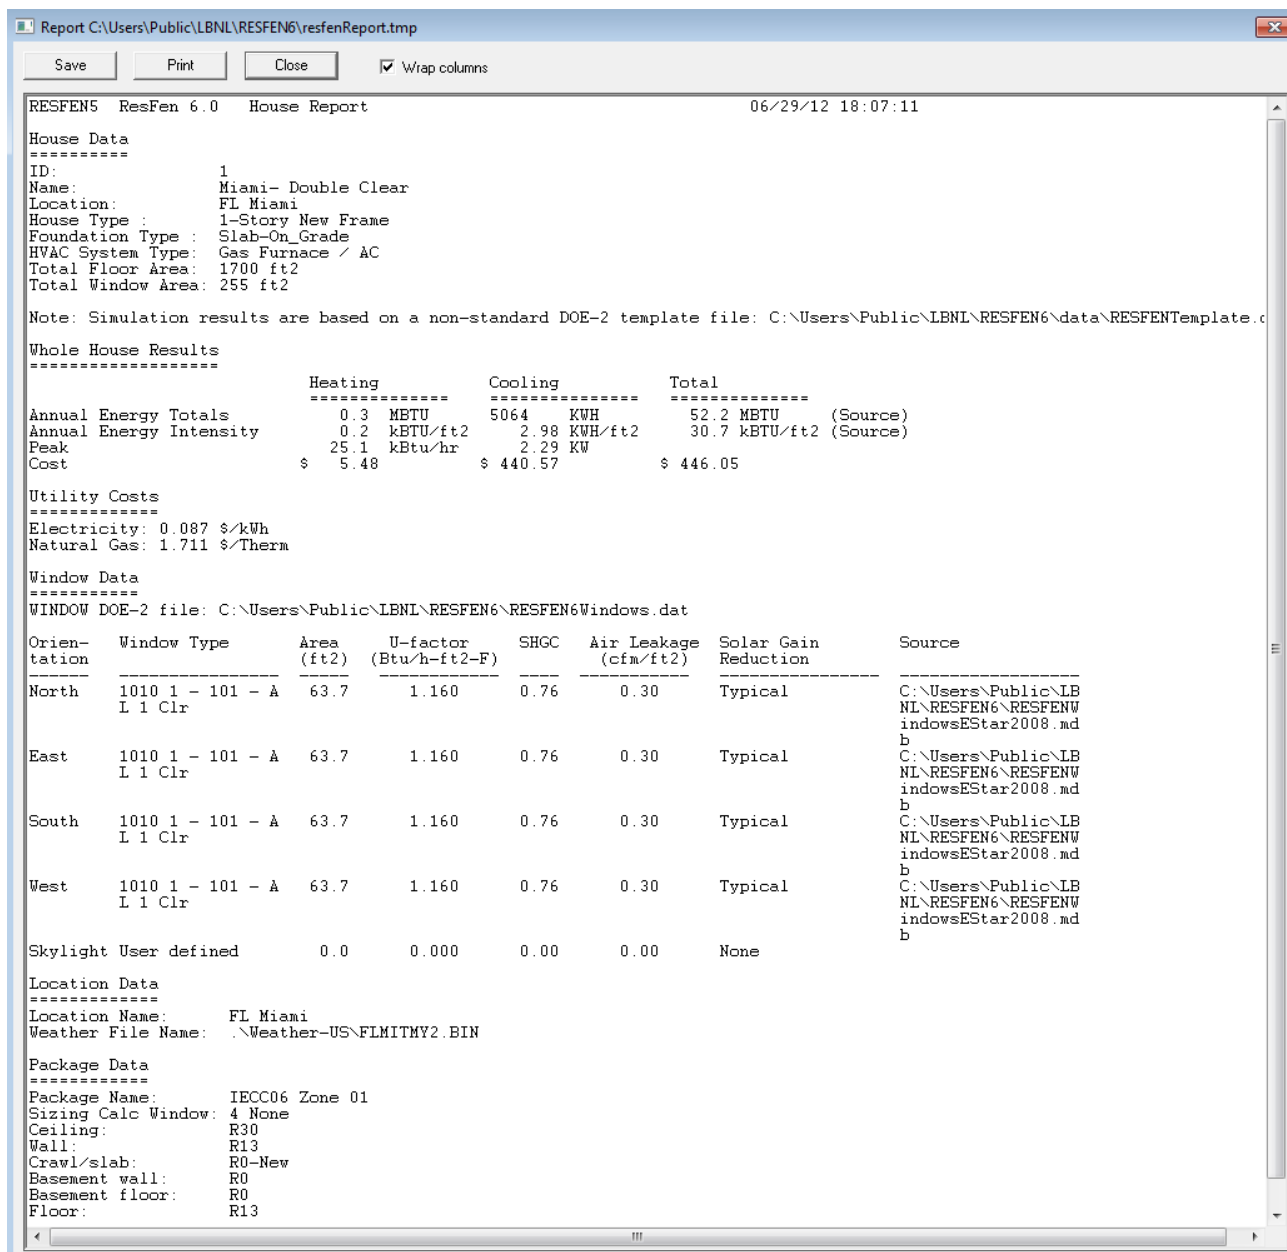 Report C:\Users\Public\LBNL\RESFEN6\resfenReport.tmp
Save Print Close Wrap columns
RESFEN5 ResFen 6.0 House Report 06/29/12 18:07:11
House Data
==========
ID: 1
Name: Miami- Double Clear
Location: FL Miami
House Type : 1-Story New Frame
Foundation Type : Slab-On_Grade
HVAC System Type: Gas Furnace / AC
Total Floor Area: 1700 ft2
Total Window Area: 255 ft2
Note: Simulation results are based on a non-standard DOE-2 template file: C:\Users\Public\LBNL\RESFEN6\data\RESFENTemplate.
Whole House Results
===================
Heating Cooling Total
============== =============== ==============
Annual Energy Totals 0.3 MBTU 5064 KWH 52.2 MBTU (Source)
Annual Energy Intensity 0.2 kBTU/ft2 2.98 KWH/ft2 30.7 kBTU/ft2 (Source)
Peak 25.1 kBtu/hr 2.29 KW
Cost $ 5.48 $ 440.57 $ 446.05
Utility Costs
=============
Electricity: 0.087 $/kWh
Natural Gas: 1.711 $/Therm
Window Data
===========
WINDOW DOE-2 file: C:\Users\Public\LBNL\RESFEN6\RESFEN6Windows.dat
Orien- Window Type Area U-factor SHGC Air Leakage Solar Gain Source
tation (ft2) (Btu/h-ft2-F) (cfm/ft2) Reduction
------ ---------------- ----- ------------ ---- ----------- ---------------- ------------------
North 1010 1 - 101 - A 63.7 1.160 0.76 0.30 Typical C:\Users\Public\LB
L 1 Clr NL\RESFEN6\RESFENW
indowsEStar2008.md
b
East 1010 1 - 101 - A 63.7 1.160 0.76 0.30 Typical C:\Users\Public\LB
L 1 Clr NL\RESFEN6\RESFENW
indowsEStar2008.md
b
South 1010 1 - 101 - A 63.7 1.160 0.76 0.30 Typical C:\Users\Public\LB
L 1 Clr NL\RESFEN6\RESFENW
indowsEStar2008.md
b
West 1010 1 - 101 - A 63.7 1.160 0.76 0.30 Typical C:\Users\Public\LB
L 1 Clr NL\RESFEN6\RESFENW
indowsEStar2008.md
b
Skylight User defined 0.0 0.000 0.00 0.00 None
Location Data
=============
Location Name: FL Miami
Weather File Name: .\Weather-US\FLMITMY2.BIN
Package Data
============
Package Name: IECC06 Zone 01
Sizing Calc Window: 4 None
Ceiling: R30
Wall: R13
Crawl/slab: R0-New
Basement wall: R0
Basement floor: R0
Floor: R13